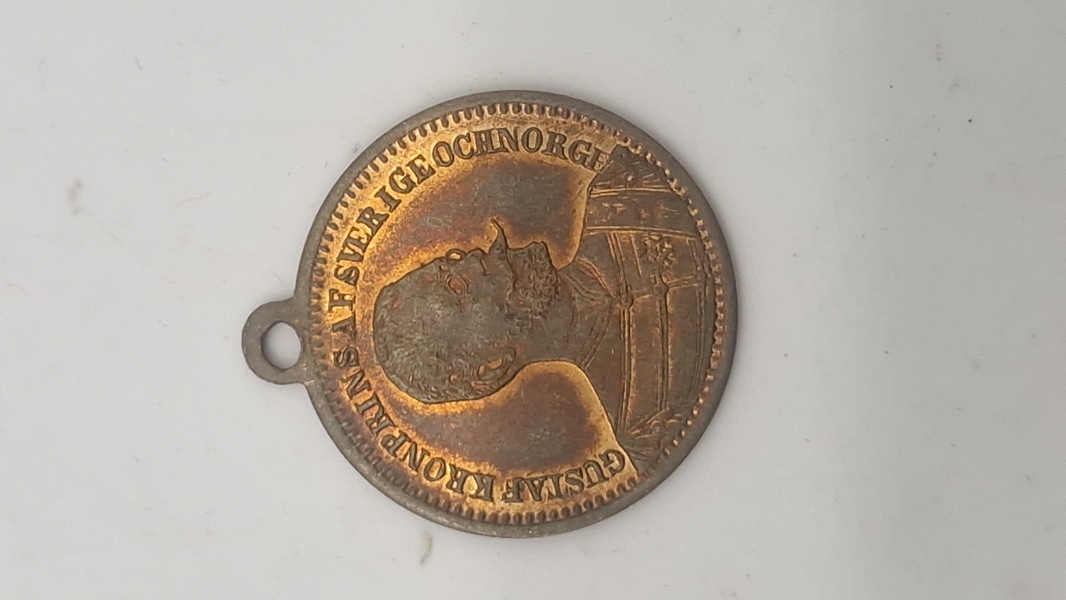 GUSTAF KRONPRINS AF SVERIGE OCH NORGE